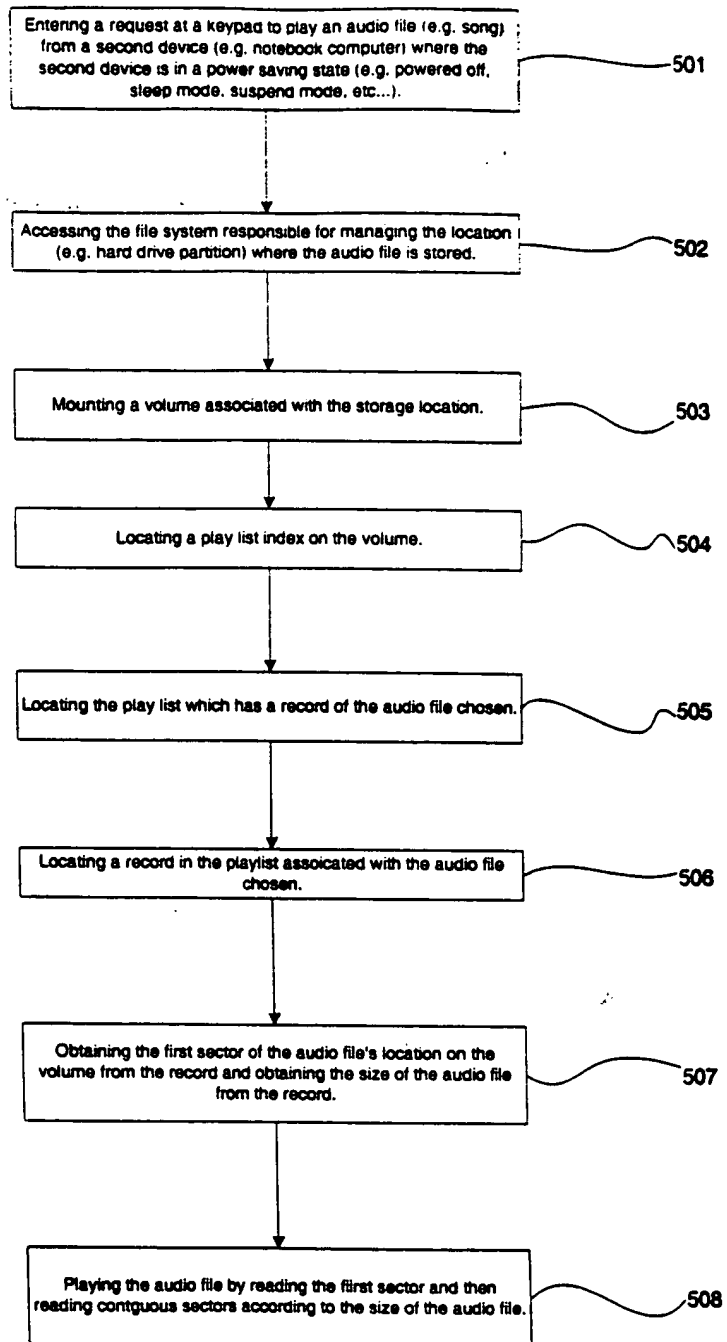 Entering a request at a keypad to play an audio file (e.g. song)
from a second device (e.g. notebook computer) where the
second device is in a power saving state (e.g. powered off,
sleep mode, suspend mode, etc...).
501
Accessing the file system responsible for managing the location
(e.g. hard drive partition) where the audio file is stored.
502
Mounting a volume associated with the storage location.
503
Locating a play list index on the volume.
504
Locating the play list which has a record of the audio file chosen.
505
Locating a record in the playlist assoicated with the audio file
chosen.
506
Obtaining the first sector of the audio file's location on the
volume from the record and obtaining the size of the audio file
from the record.
507
Playing the audio file by reading the fiirst sector and then
reading contguous sectors according to the size of the audio file.
508